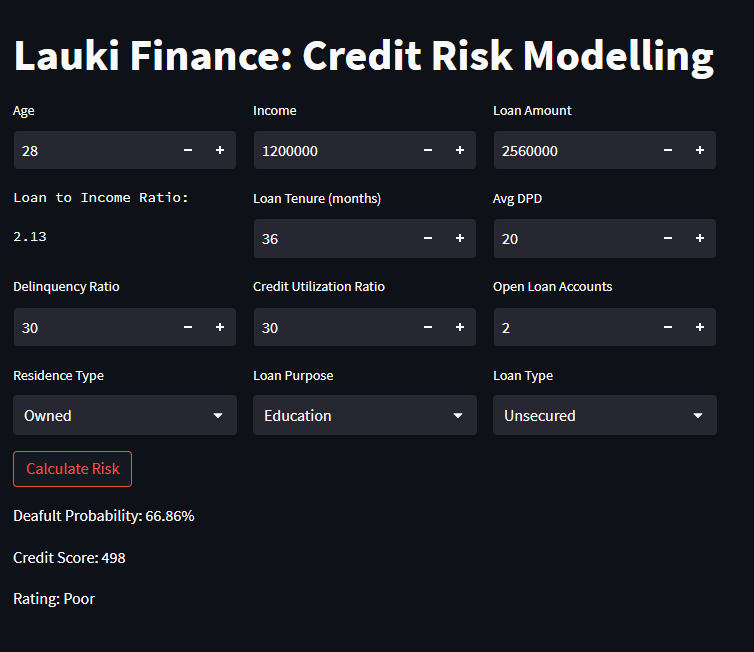 Lauki Finance: Credit Risk Modelling
Age Income Loan Amount
28 − + 1200000 − + 2560000 − +
Loan to Income Ratio: Loan Tenure (months) Avg DPD
2.13 36 − + 20 − +
Delinquency Ratio Credit Utilization Ratio Open Loan Accounts
30 − + 30 − + 2 − +
Residence Type Loan Purpose Loan Type
Owned Education Unsecured
Calculate Risk
Deafult Probability: 66.86%
Credit Score: 498
Rating: Poor